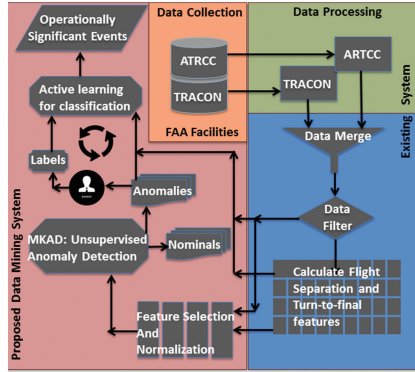 Operationally
Significant Events
Data Collection
Data Processing
ATRCC
TRACON
FAA Facilities
ARTCC
TRACON
System
Existing
Active learning
for classification
Labels
EXPERT
Anomalies
Nominals
MKAD: Unsupervised
Anomaly Detection
Proposed Data Mining System
Data Merge
Data
Filter
Calculate Flight
Separation and
Turn-to-final
features
Feature Selection
And
Normalization